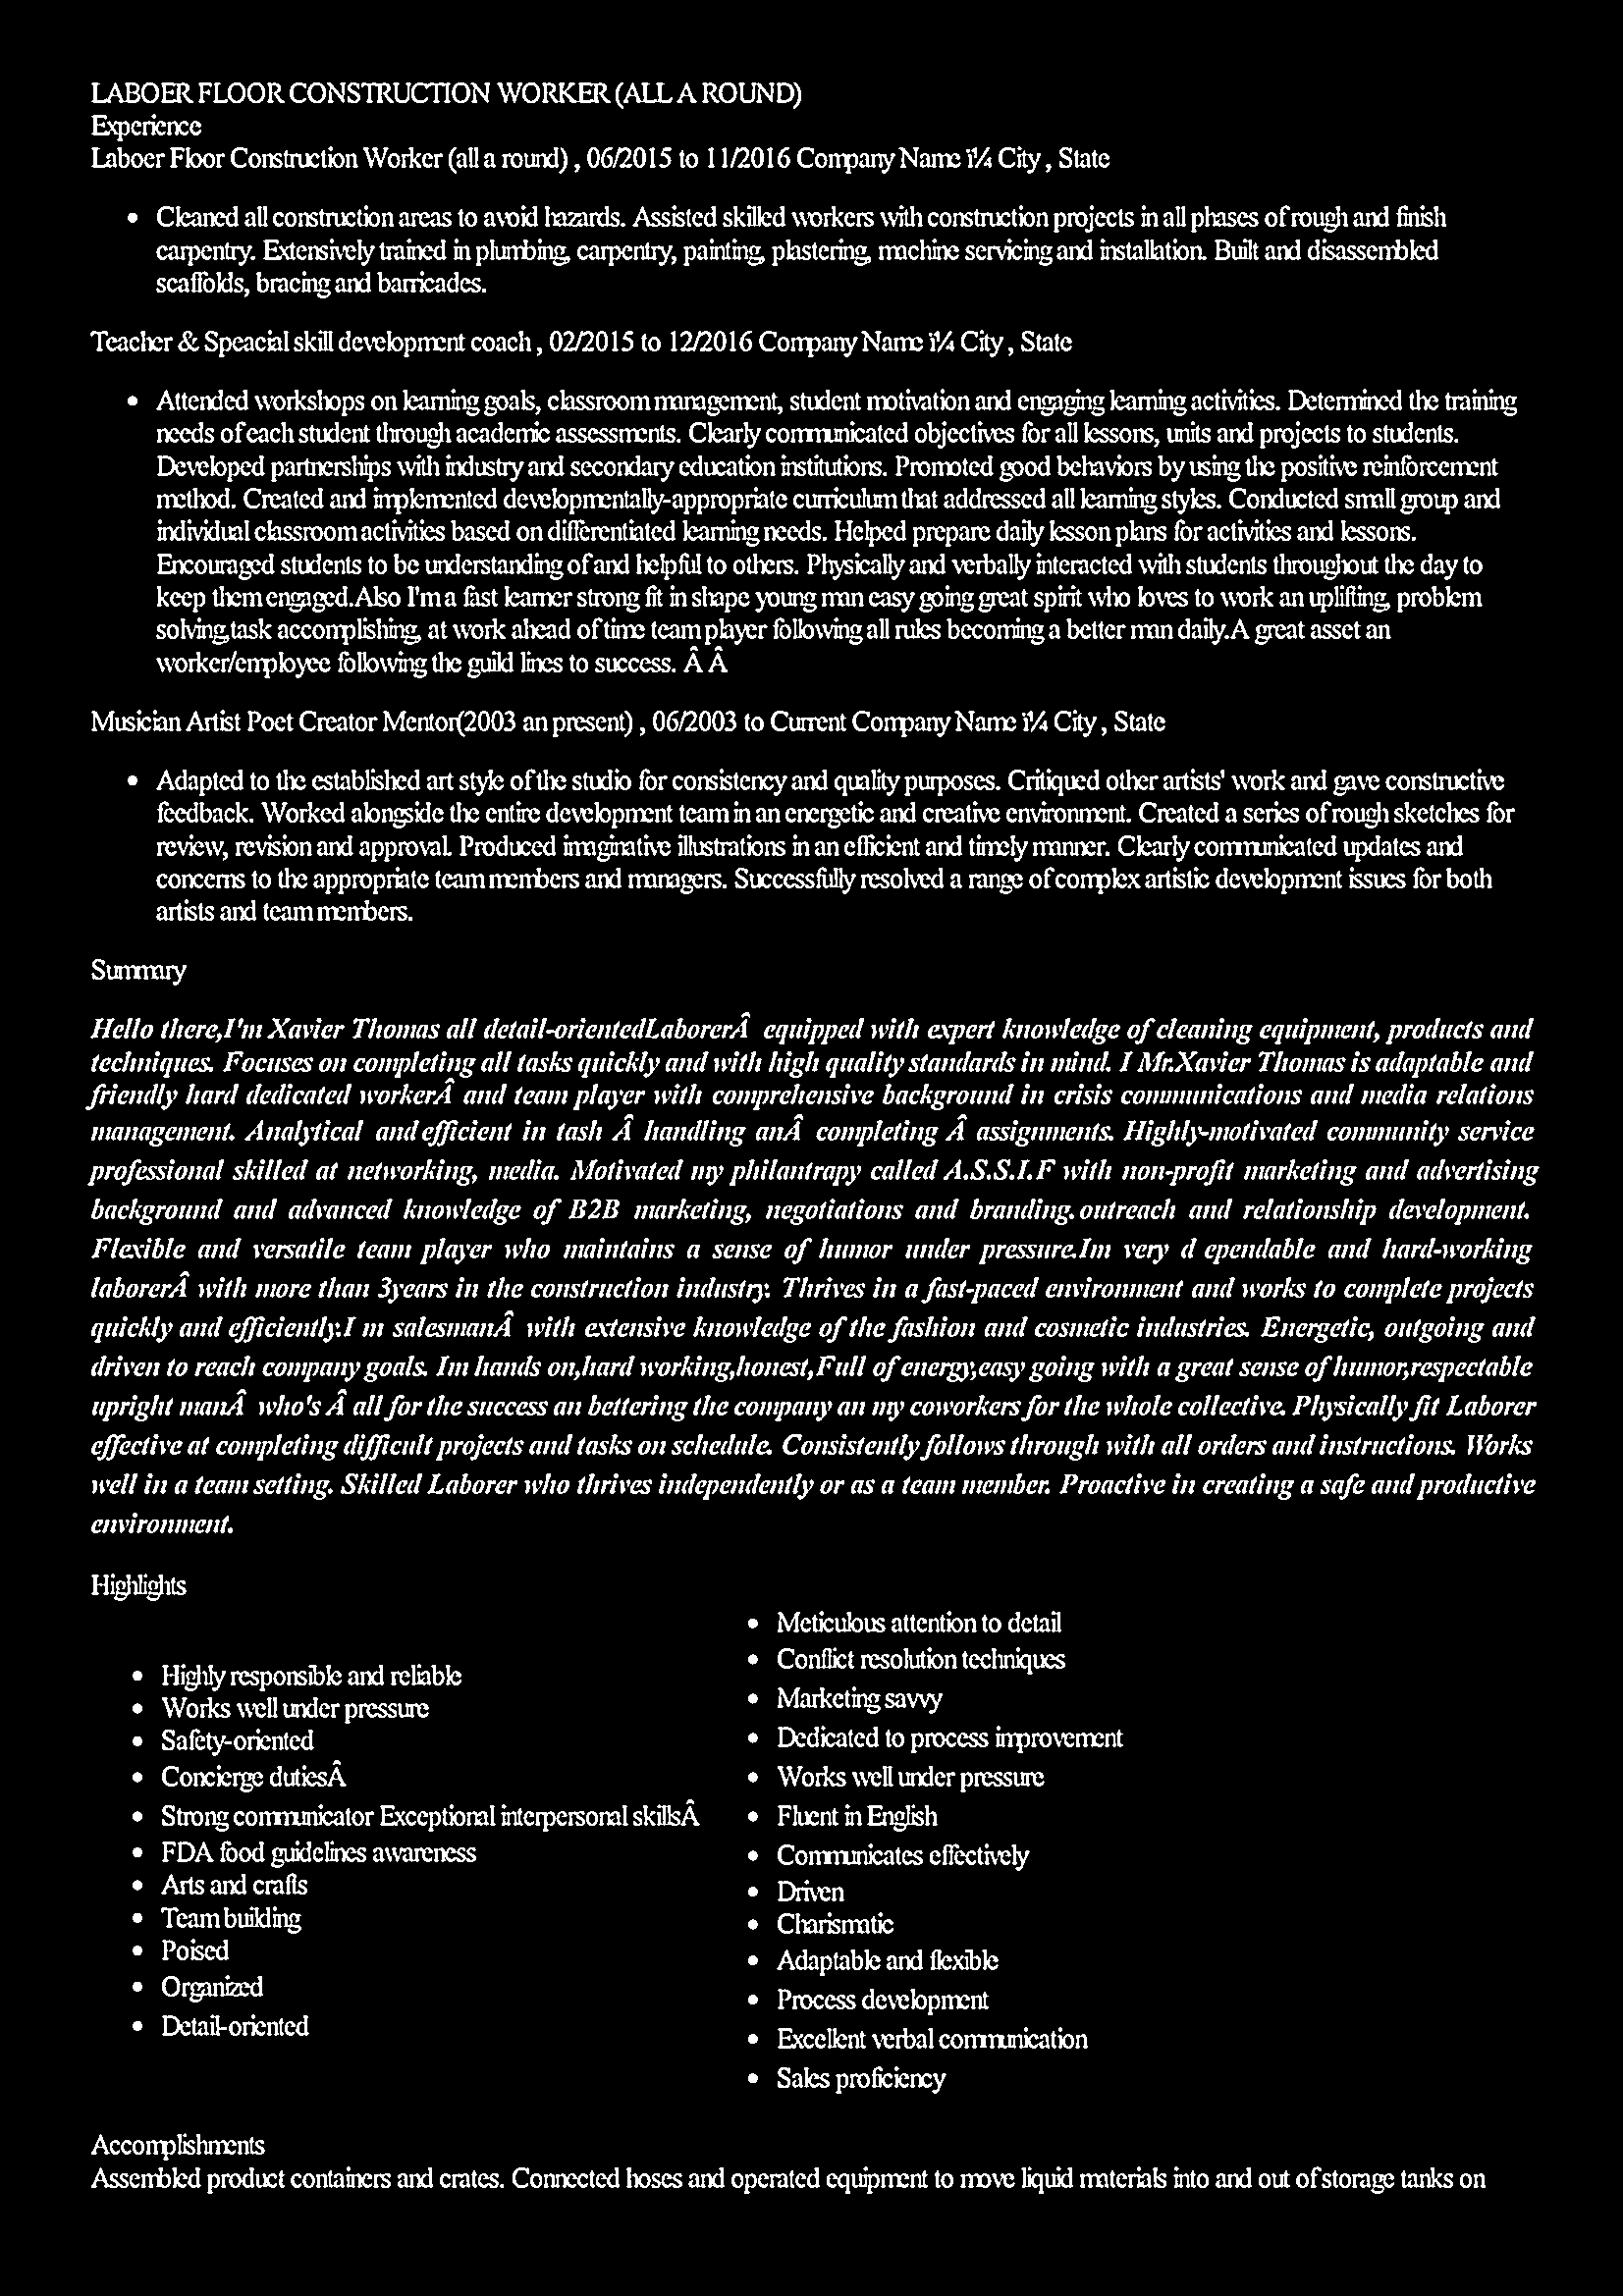 LABOER FLOOR CONSTRUCTION WORKER (ALL A ROUND)
Experience
Laboer Floor Construction Worker (all a round) , 06/2015 to 11/2016 Company Name ï¼ City , State
• Cleaned all construction areas to avoid hazards. Assisted skilled workers with construction projects in all phases of rough and finish
carpentry. Extensively trained in plumbing, carpentry, painting, plastering, machine servicing and installation. Built and disassembled
scaffolds, bracing and barricades.
Teacher & Speacial skill development coach , 02/2015 to 12/2016 Company Name ï¼ City , State
• Attended workshops on learning goals, classroom management, student motivation and engaging learning activities. Determined the training
needs of each student through academic assessments. Clearly communicated objectives for all lessons, units and projects to students.
Developed partnerships with industry and secondary education institutions. Promoted good behaviors by using the positive reinforcement
method. Created and implemented developmentally-appropriate curriculum that addressed all learning styles. Conducted small group and
individual classroom activities based on differentiated learning needs. Helped prepare daily lesson plans for activities and lessons.
Encouraged students to be understanding of and helpful to others. Physically and verbally interacted with students throughout the day to
keep them engaged.Also I'm a fast learner strong fit in shape young man easy going great spirit who loves to work an uplifting, problem
solving,task accomplishing, at work ahead of time team player following all rules becoming a better man daily.A great asset an
worker/employee following the guild lines to success. Â Â
Musician Artist Poet Creator Mentor(2003 an present) , 06/2003 to Current Company Name ï¼ City , State
• Adapted to the established art style of the studio for consistency and quality purposes. Critiqued other artists' work and gave constructive
feedback. Worked alongside the entire development team in an energetic and creative environment. Created a series of rough sketches for
review, revision and approval. Produced imaginative illustrations in an efficient and timely manner. Clearly communicated updates and
concerns to the appropriate team members and managers. Successfully resolved a range of complex artistic development issues for both
artists and team members.
Summary
Hello there,I'm Xavier Thomas all detail-orientedLaborerÂ equipped with expert knowledge of cleaning equipment, products and
techniques. Focuses on completing all tasks quickly and with high quality standards in mind. I Mr.Xavier Thomas is adaptable and
friendly hard dedicated workerÂ and team player with comprehensive background in crisis communications and media relations
management. Analytical and efficient in tash Â handling anÂ completing Â assignments. Highly-motivated community service
professional skilled at networking, media. Motivated my philantrapy called A.S.S.I.F with non-profit marketing and advertising
background and advanced knowledge of B2B marketing, negotiations and branding. outreach and relationship development.
Flexible and versatile team player who maintains a sense of humor under pressure.Im very d ependable and hard-working
laborerÂ with more than 3years in the construction industry. Thrives in a fast-paced environment and works to complete projects
quickly and efficiently.I m salesmanÂ with extensive knowledge of the fashion and cosmetic industries. Energetic, outgoing and
driven to reach company goals. Im hands on,hard working,honest,Full of energy,easy going with a great sense of humor,respectable
upright manÂ who's Â all for the success an bettering the company an my coworkers for the whole collective. Physically fit Laborer
effective at completing difficult projects and tasks on schedule. Consistently follows through with all orders and instructions. Works
well in a team setting. Skilled Laborer who thrives independently or as a team member. Proactive in creating a safe and productive
environment.
Highlights
• Highly responsible and reliable
• Works well under pressure
• Safety-oriented
• Concierge dutiesÂ
• Strong communicator Exceptional interpersonal skillsÂ
• FDA food guidelines awareness
• Arts and crafts
• Team building
• Poised
• Organized
• Detail-oriented
• Meticulous attention to detail
• Conflict resolution techniques
• Marketing savvy
• Dedicated to process improvement
• Works well under pressure
• Fluent in English
• Communicates effectively
• Driven
• Charismatic
• Adaptable and flexible
• Process development
• Excellent verbal communication
• Sales proficiency
Accomplishments
Assembled product containers and crates. Connected hoses and operated equipment to move liquid materials into and out of storage tanks on